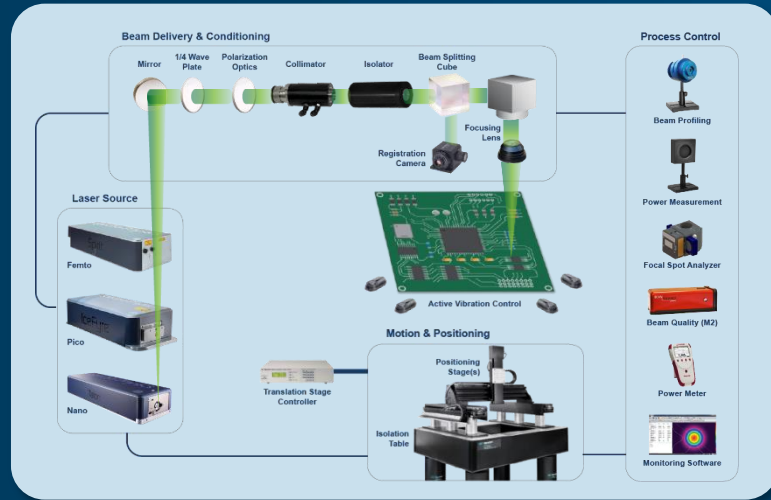 Beam Delivery & Conditioning
Process Control
Mirror
1/4 Wave
Plate
Polarization
Optics
Collimator
Isolator
Beam Splitting
Cube
Focusing
Lens
Registration
Camera
Beam Profiling
Power Measurement
Focal Spot Analyzer
Beam Quality (M2)
Power Meter
Monitoring Software
Laser Source
Femto
Pico
Nano
Active Vibration Control
Motion & Positioning
Positioning
Stage(s)
Translation Stage
Controller
Isolation
Table